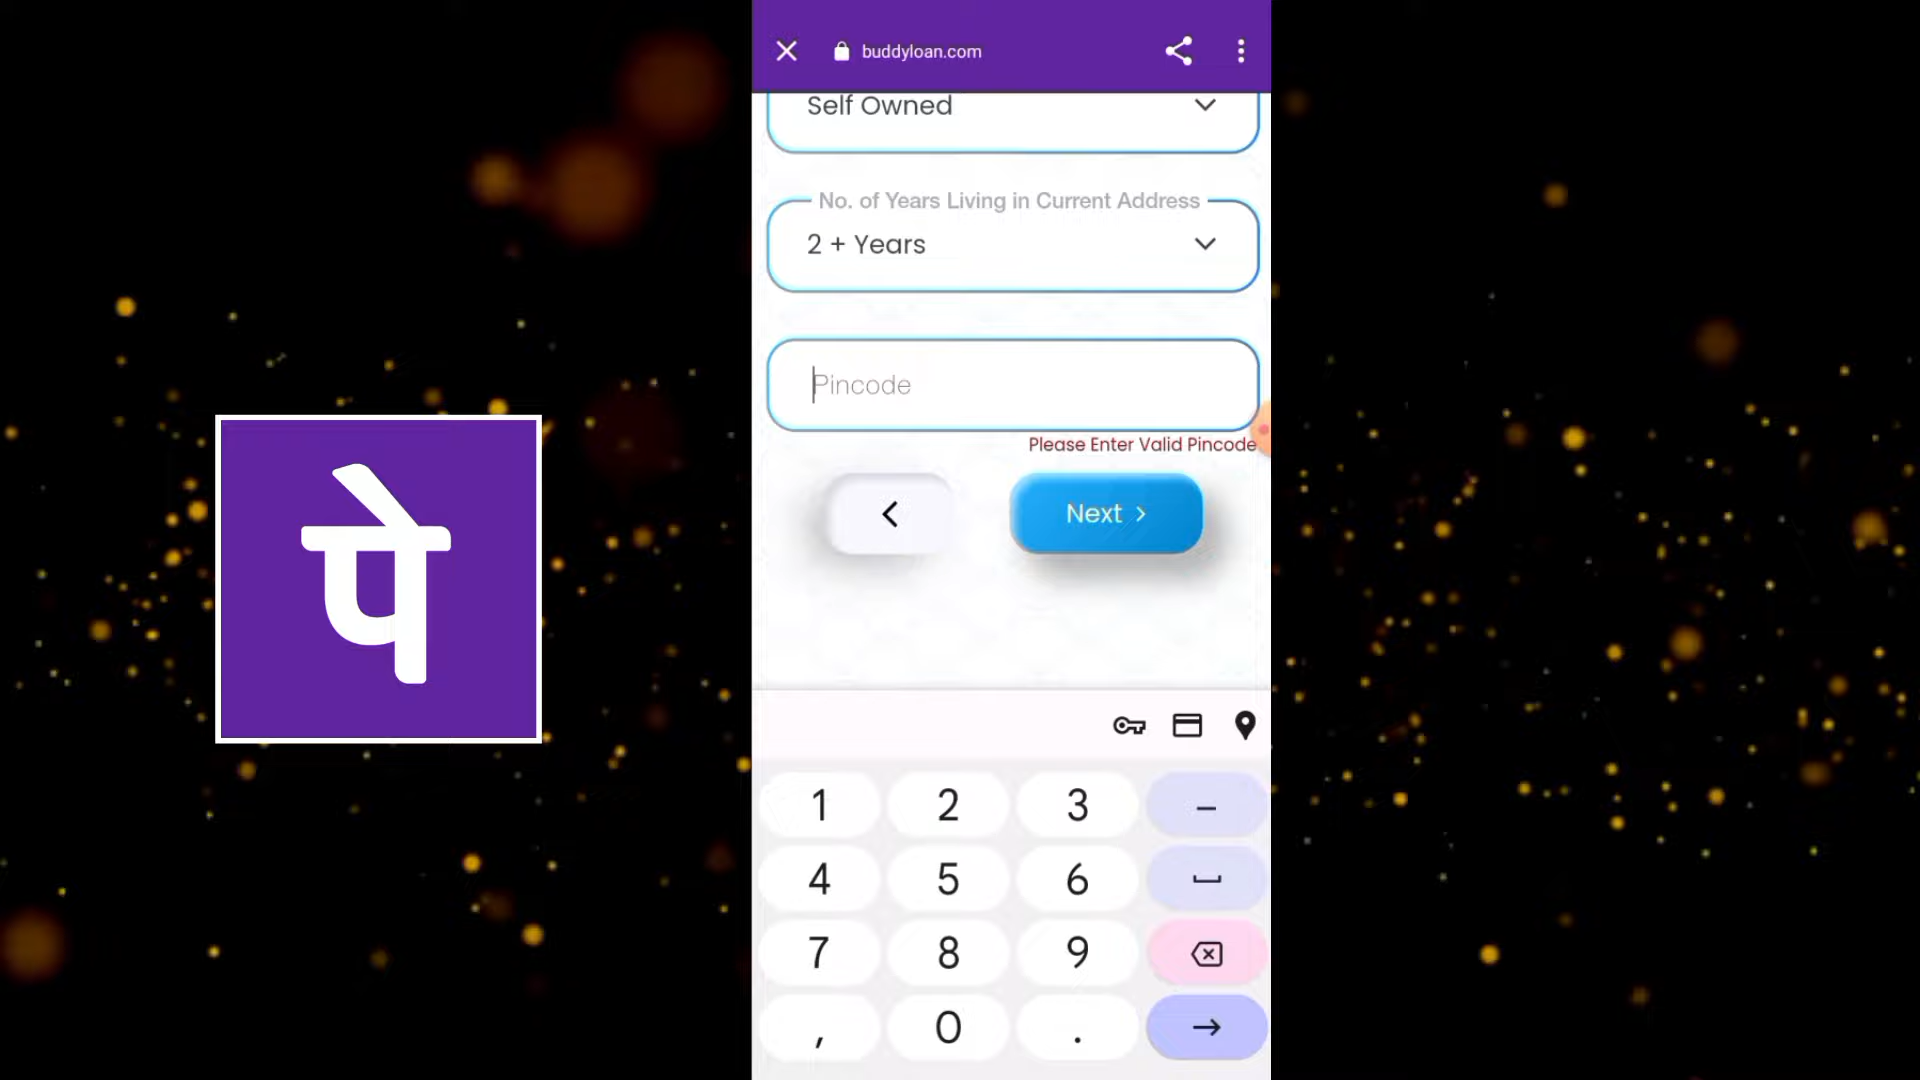 buddyloan.com
Self Owned
No. of Years Living in Current Address
2 + Years
Pincode
Please Enter Valid Pincode
Next >
पे
1 2 3 –
4 5 6
7 8 9
, 0 .